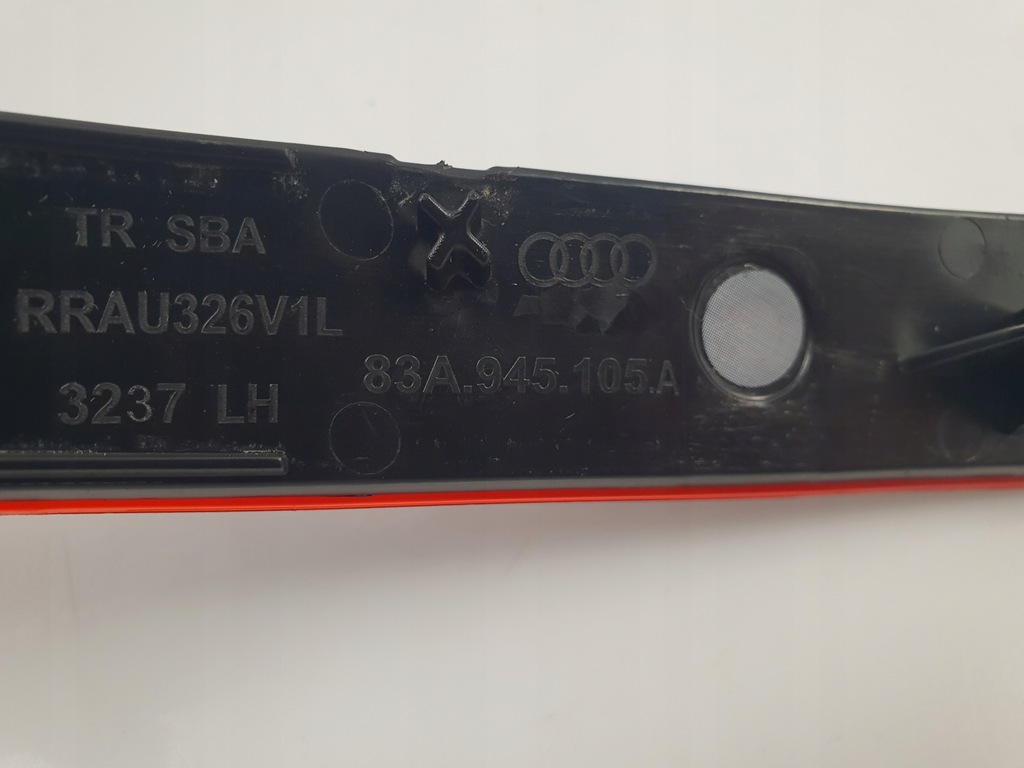 TR SBA
RRAU326V1L
3237 LH
83A.945.105.A